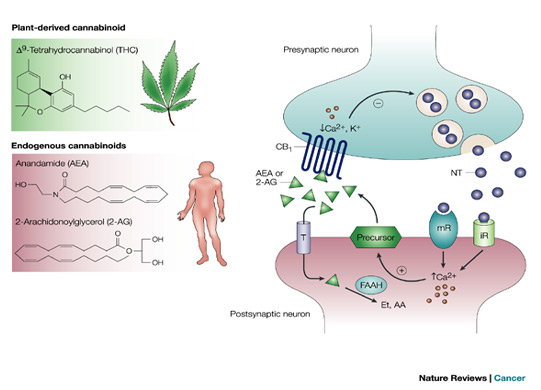 Plant-derived cannabinoid
Δ9-Tetrahydrocannabinol (THC)
OH
O
Endogenous cannabinoids
Anandamide (AEA)
HO
O
N
2-Arachidonoylglycerol (2-AG)
O
O
OH
OH
Presynaptic neuron
−
↓Ca2+, K+
CB1
AEA or
2-AG
NT
T
Precursor
mR
iR
+
↑Ca2+
FAAH
Et, AA
Postsynaptic neuron
Nature Reviews | Cancer